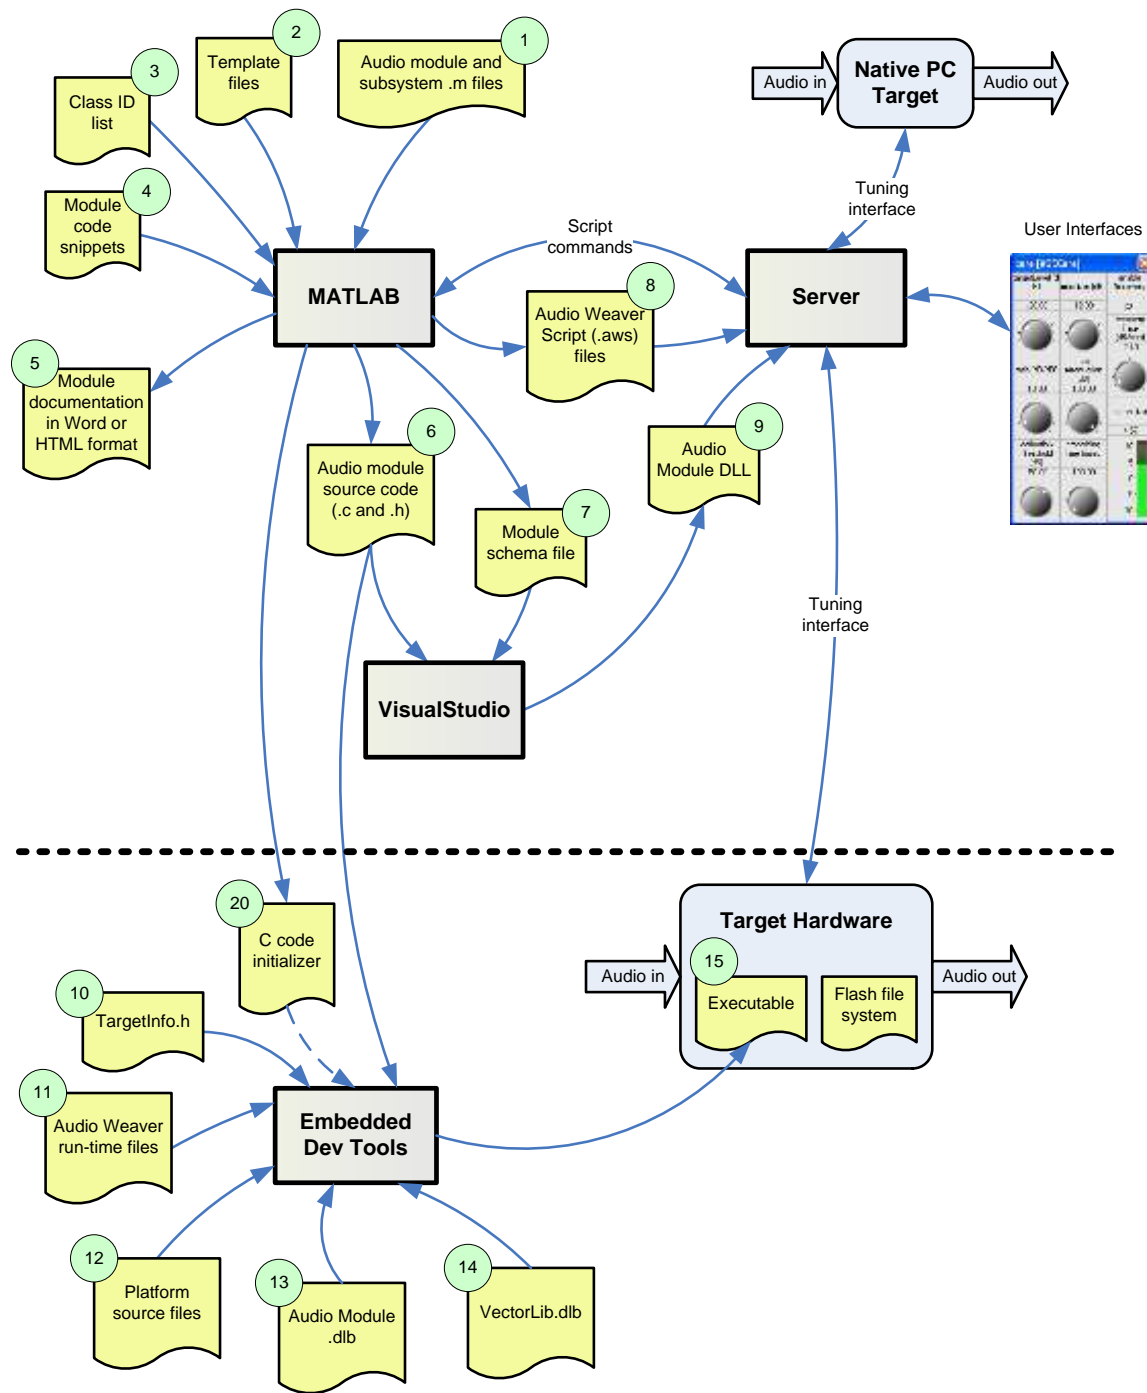 1
Audio module and
subsystem .m files
2
Template
files
3
Class ID
list
4
Module
code
snippets
Audio in
Native PC
Target
Audio out
Tuning
interface
User Interfaces
Script
commands
MATLAB
Server
8
Audio Weaver
Script (.aws)
files
5
Module
documentation
in Word or
HTML format
6
Audio module
source code
(.c and .h)
9
Audio
Module DLL
7
Module
schema file
Tuning
interface
VisualStudio
20
C code
initializer
Target Hardware
Audio in
15
Executable
Flash file
system
Audio out
10
TargetInfo.h
11
Audio Weaver
run-time files
Embedded
Dev Tools
12
Platform
source files
13
Audio Module
.dlb
14
VectorLib.dlb